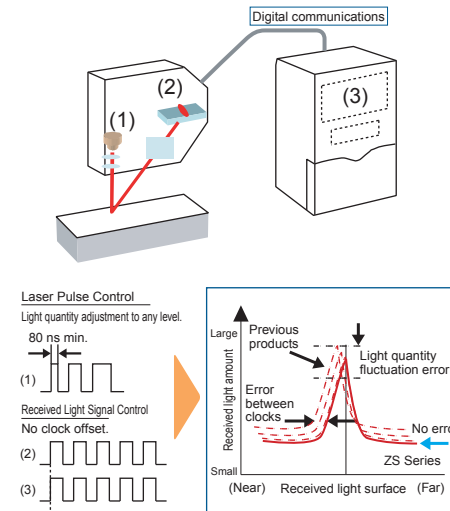 Digital communications
(1)
(2)
(3)
Laser Pulse Control
Light quantity adjustment to any level.
80 ns min.
(1)
Received Light Signal Control
No clock offset.
(2)
(3)
Received light amount
Large
Small
Previous
products
Error
between
clocks
Light quantity
fluctuation error
No erro
ZS Series
(Near)
Received light surface
(Far)